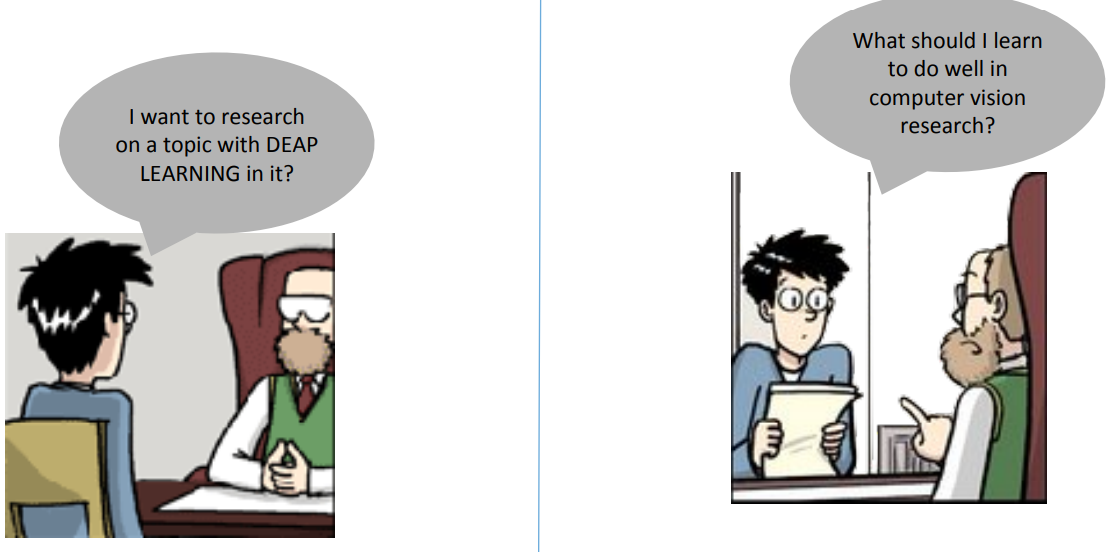 I want to research
on a topic with DEAP
LEARNING in it?
What should I learn
to do well in
computer vision
research?